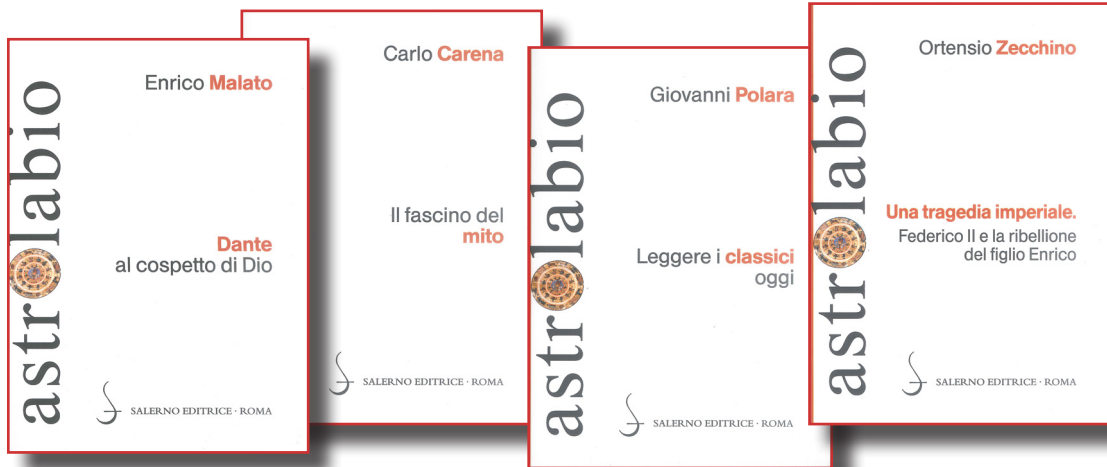 astrolabio
Enrico Malato
Dante
al cospetto di Dio
SALERNO EDITRICE · ROMA
Carlo Carena
Il fascino del
mito
SALERNO EDITRICE · ROMA
astrolabio
Giovanni Polara
Leggere i classici
oggi
SALERNO EDITRICE · ROMA
astrolabio
Ortensio Zecchino
Una tragedia imperiale.
Federico II e la ribellione
del figlio Enrico
SALERNO EDITRICE · ROMA